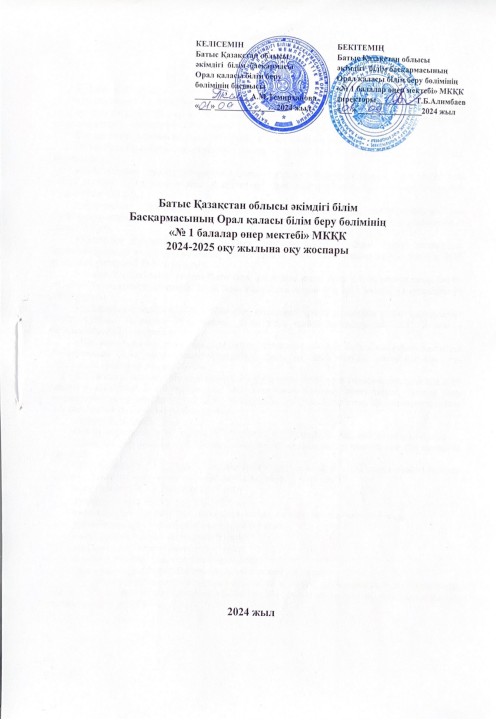 КЕЛІСЕМІН
Батыс Қазақстан облысы
әкімдігі білім басқармасы
Орал қаласы білім беру
бөлімінің басшысы
2024 жыл
БЕКІТЕМІҢ
Батыс Қазақстан облысы
әкімдігі білім басқармасының
Орал қаласы білім беру бөлімінің
«№ 1 балалар өнер мектебі» МКҚК
директоры Т.Б.Алимбаев
2024 жыл
Батыс Қазақстан облысы әкімдігі білім
Басқармасының Орал қаласы білім беру бөлімінің
«№ 1 балалар өнер мектебі» МКҚК
2024-2025 оқу жылына оқу жоспары
2024 жыл